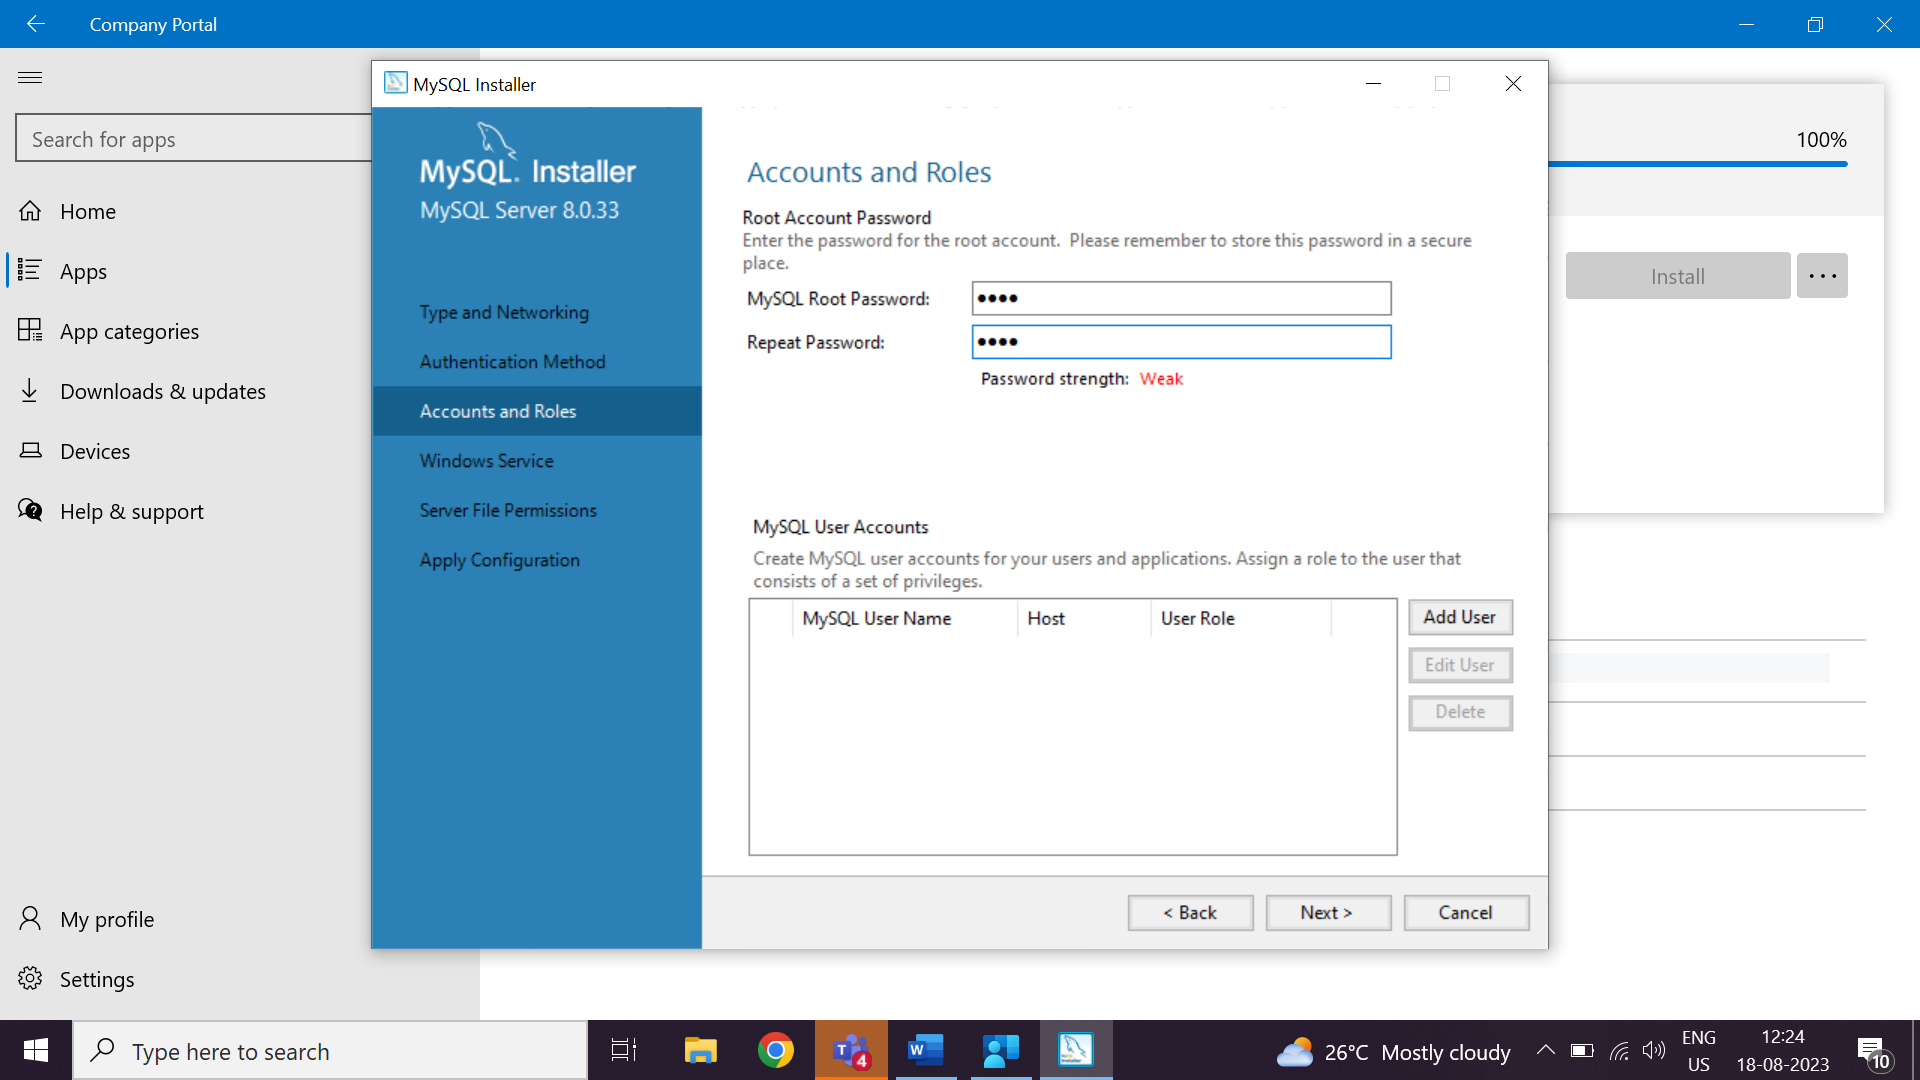 Company Portal
Search for apps
Home
Apps
App categories
Downloads & updates
Devices
Help & support
My profile
Settings
100%
Install
MySQL Installer
MySQL. Installer
MySQL Server 8.0.33
Type and Networking
Authentication Method
Accounts and Roles
Windows Service
Server File Permissions
Apply Configuration
Accounts and Roles
Root Account Password
Enter the password for the root account. Please remember to store this password in a secure
place.
MySQL Root Password: ●●●●
Repeat Password: ●●●●
Password strength: Weak
MySQL User Accounts
Create MySQL user accounts for your users and applications. Assign a role to the user that
consists of a set of privileges.
MySQL User Name Host User Role
Add User
Edit User
Delete
< Back Next > Cancel
Type here to search
T 4
W
26°C Mostly cloudy
ENG
US
12:24
18-08-2023
10